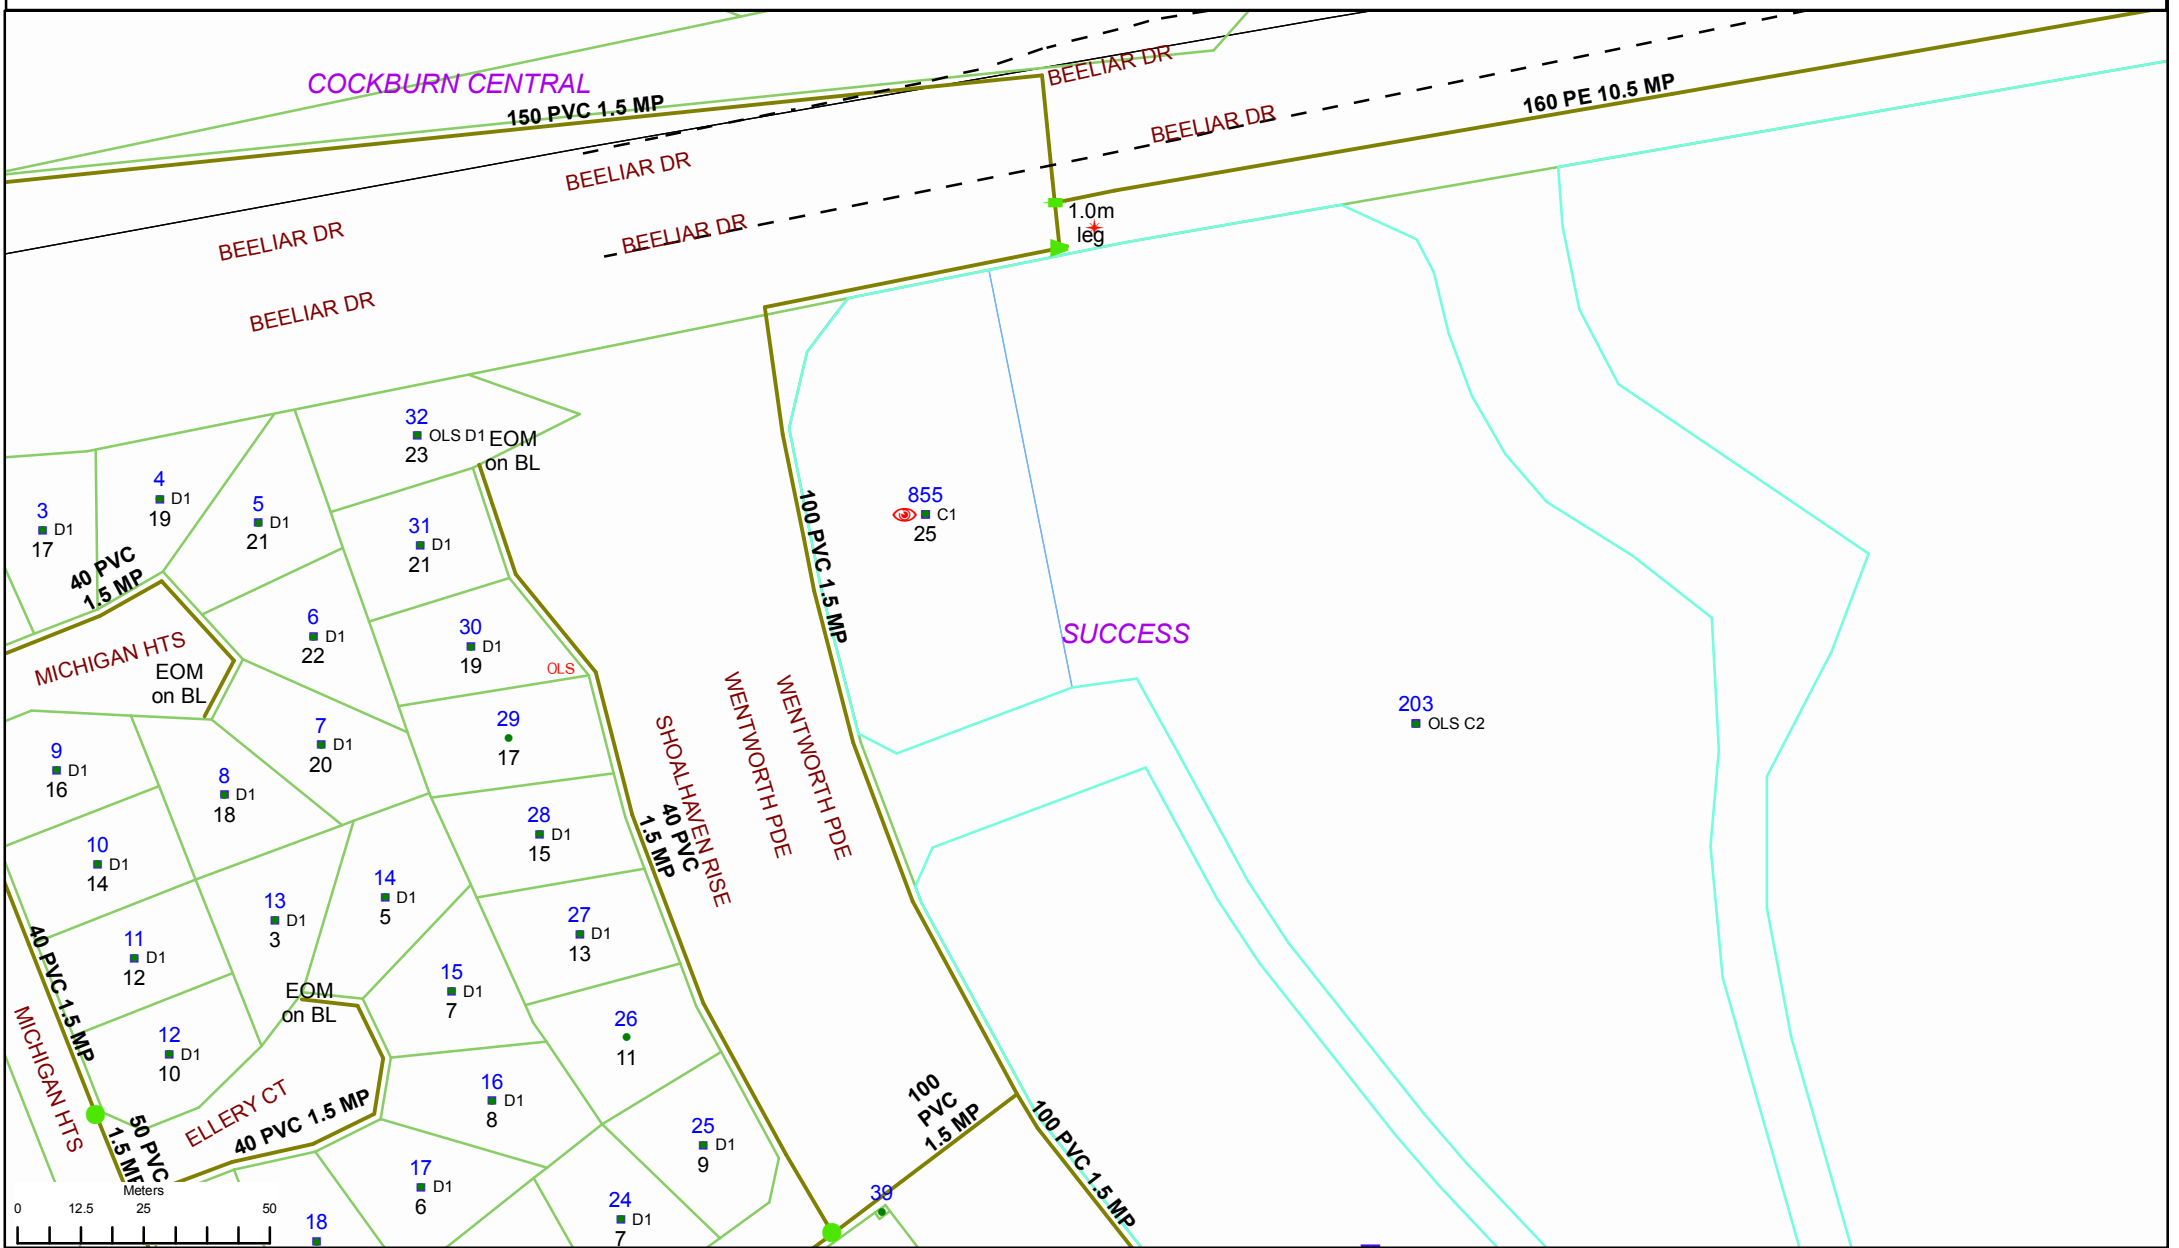 COCKBURN CENTRAL
150 PVC 1.5 MP
BEELIAR DR
BEELIAR DR
160 PE 10.5 MP
BEELIAR DR
BEELIAR DR
BEELIAR DR
BEELIAR DR
1.0m
leg
32
OLS D1
23
EOM
on BL
3
D1
17
4
D1
19
5
D1
21
31
D1
21
855
C1
25
40 PVC
1.5 MP
100 PVC 1.5 MP
6
D1
22
30
D1
19
OLS
SUCCESS
MICHIGAN HTS
EOM
on BL
7
D1
20
29
17
203
OLS C2
SHOALHAVEN RISE
WENTWORTH PDE
WENTWORTH PDE
9
D1
16
8
D1
18
28
D1
15
40 PVC
1.5 MP
10
D1
14
14
D1
5
13
D1
3
27
D1
13
11
D1
12
40 PVC 1.5 MP
15
D1
7
EOM
on BL
26
11
12
D1
10
MICHIGAN HTS
ELLERY CT
40 PVC 1.5 MP
16
D1
8
100
PVC
1.5 MP
100 PVC 1.5 MP
25
D1
9
50 PVC
1.5 MP
17
D1
6
24
D1
7
39
18
Meters
0
12.5
25
50